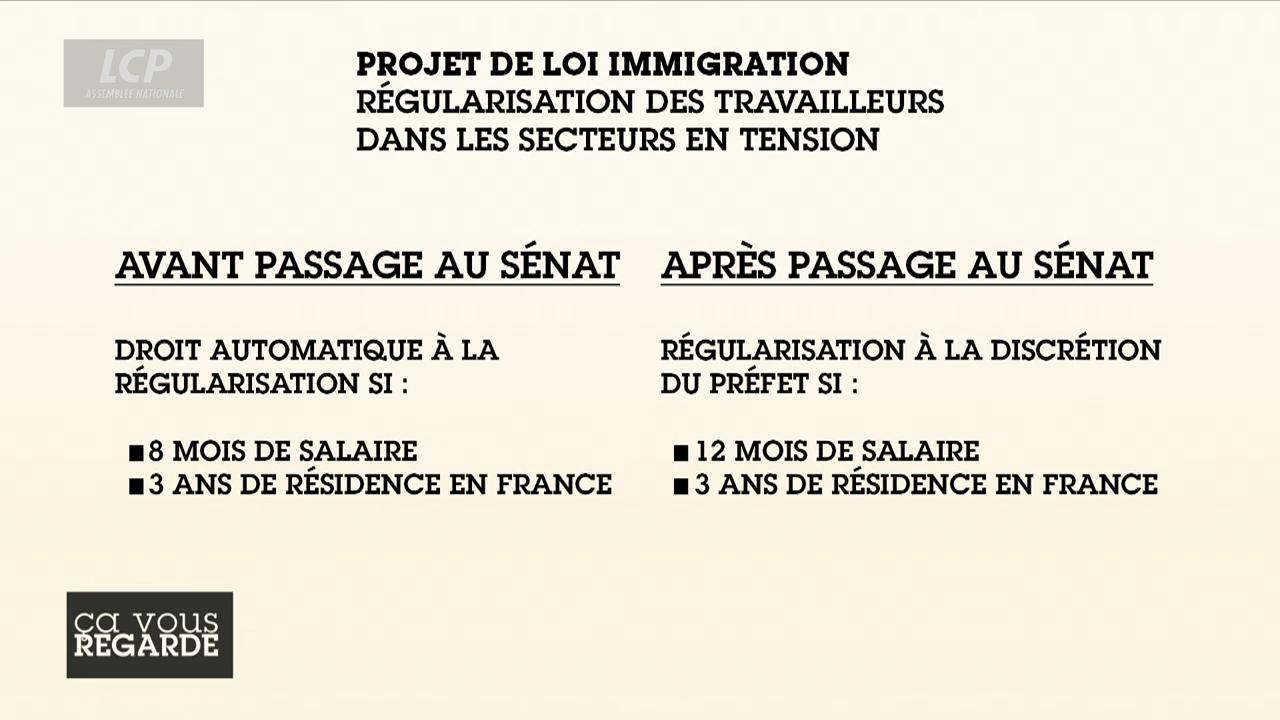 LCP
ASSEMBLÉE NATIONALE
PROJET DE LOI IMMIGRATION
RÉGULARISATION DES TRAVAILLEURS
DANS LES SECTEURS EN TENSION
AVANT PASSAGE AU SÉNAT
DROIT AUTOMATIQUE À LA
RÉGULARISATION SI :
■ 8 MOIS DE SALAIRE
■ 3 ANS DE RÉSIDENCE EN FRANCE
APRÈS PASSAGE AU SÉNAT
RÉGULARISATION À LA DISCRÉTION
DU PRÉFET SI :
■ 12 MOIS DE SALAIRE
■ 3 ANS DE RÉSIDENCE EN FRANCE
ça vous
REGARDE